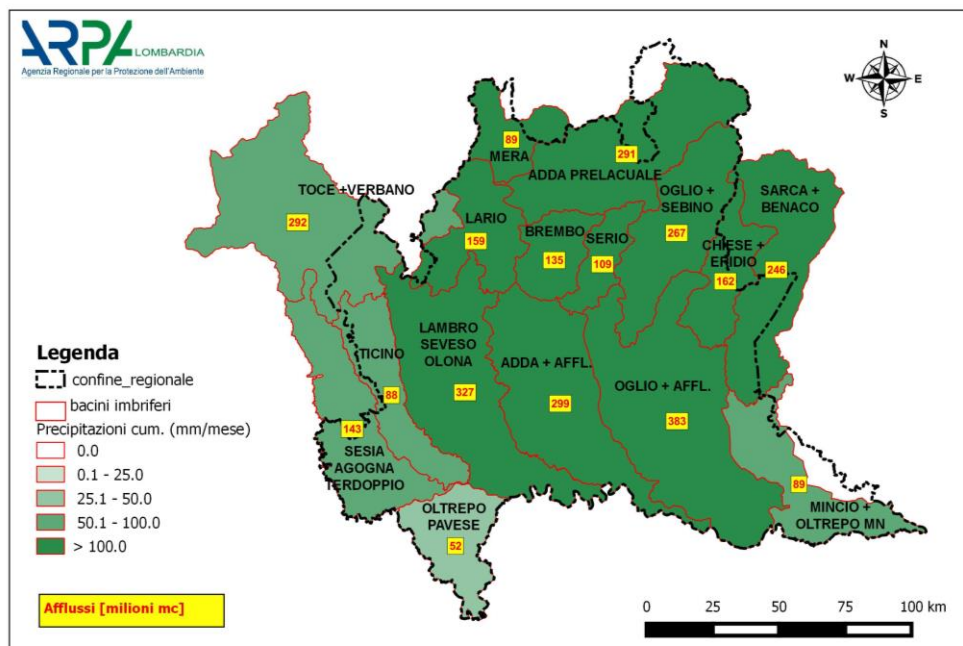 ARPA LOMBARDIA
Agenzia Regionale per la Protezione dell'Ambiente
N
W E
S
89
MERA
291
ADDA PRELACUALE
TOCE +VERBANO
292
LARIO
159
BREMBO
135
SERIO
109
OGLIO +
SEBINO
267
SARCA +
BENACO
246
CHIESE +
ERIDIO
162
LAMBRO
SEVESO
OLONA
327
TICINO
88
ADDA + AFFL.
299
OGLIO + AFFL.
383
143
SESIA
AGOGNA
TERDOPPIO
OLTREPO
PAVESE
52
89
MINCIO +
OLTREPO MN
Legenda
confine_regionale
bacini imbriferi
Precipitazioni cum. (mm/mese)
0.0
0.1 - 25.0
25.1 - 50.0
50.1 - 100.0
> 100.0
Afflussi [milioni mc]
0 25 50 75 100 km